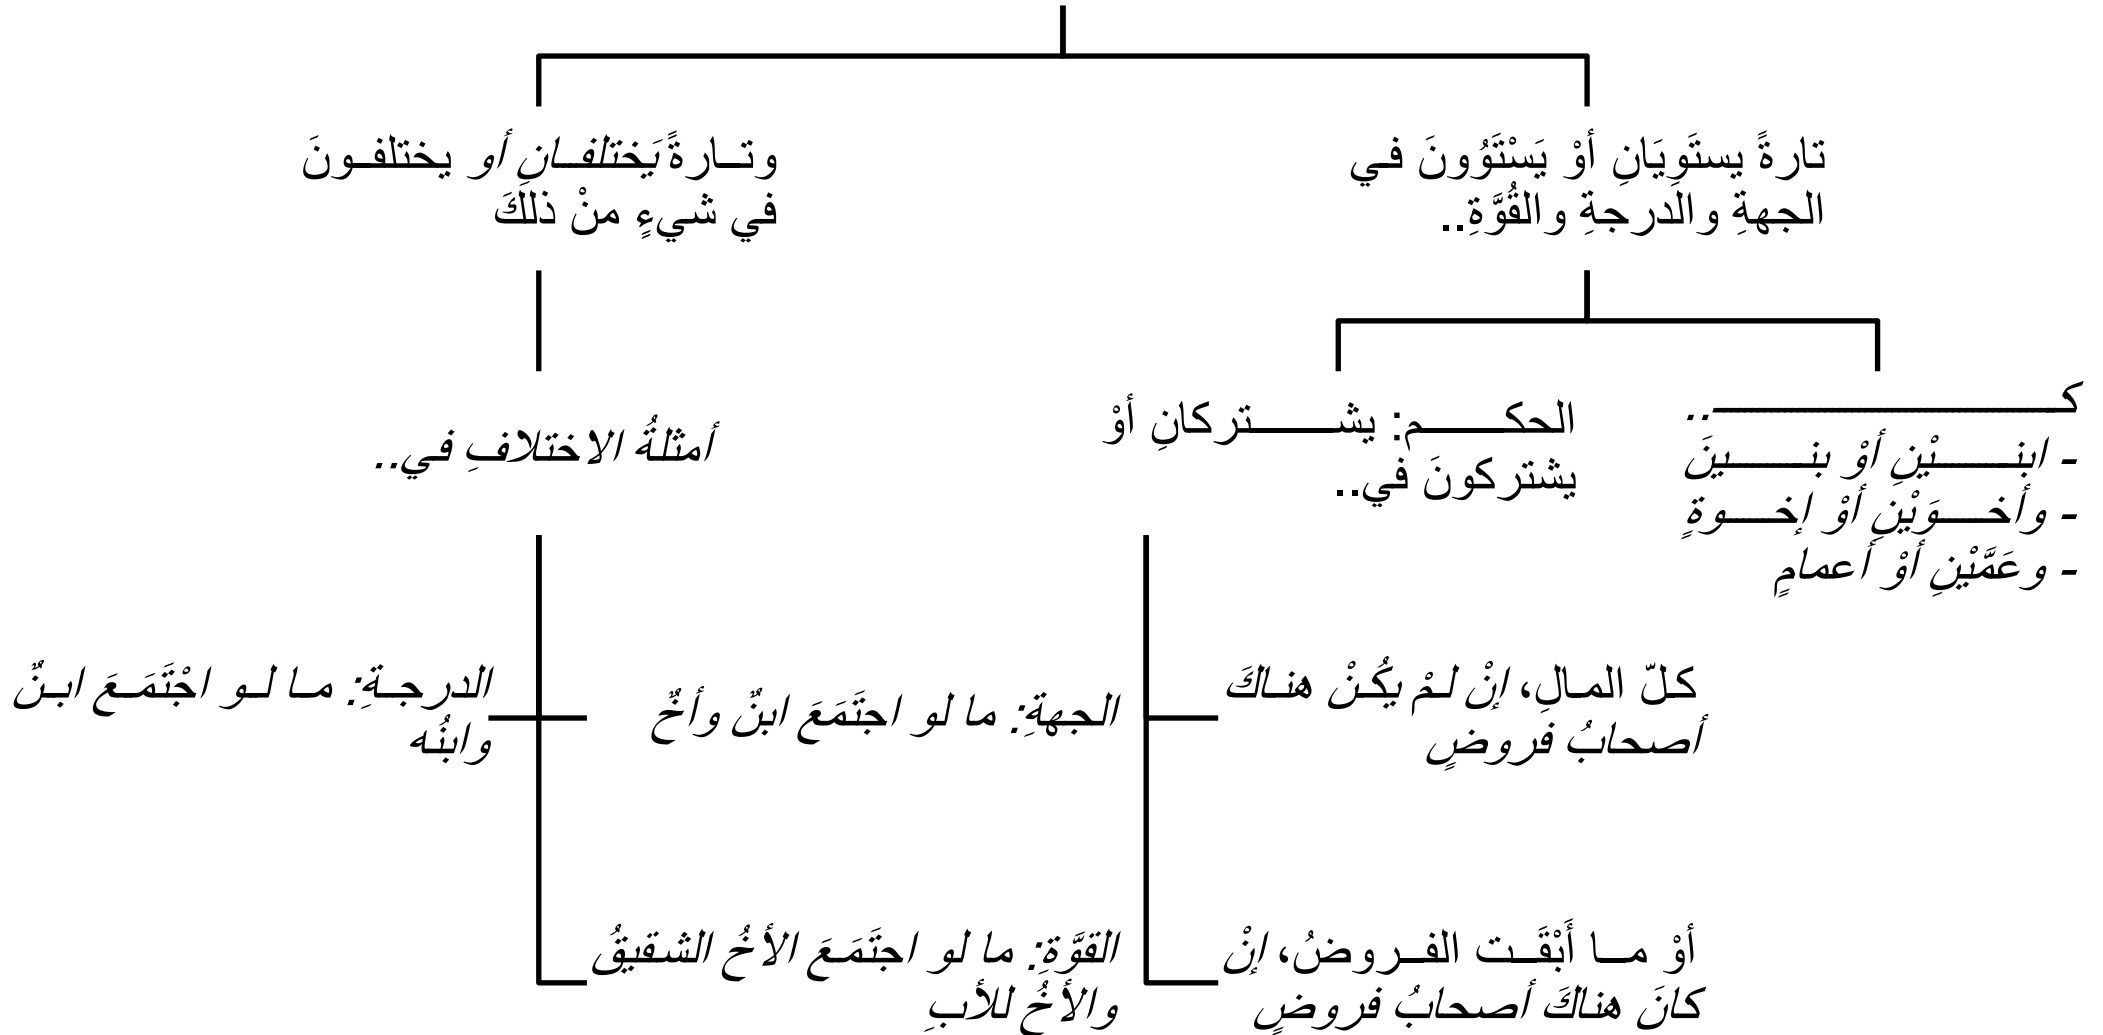 تارةً يستَوِيَانِ أوْ يَسْتَوُونَ في
الجهةِ والدرجةِ والقُوَّةِ..
وتارةً يَختلفانِ أو يختلفونَ
في شيءٍ منْ ذلكَ
كـ..
- ابنيْنِ أوْ بنينَ
- وأخوَيْنِ أوْ إخوةٍ
- وعَمَّيْنِ أوْ أعمامٍ
الحكم: يشتركانِ أوْ
يشتركونَ في..
أمثلةُ الاختلافِ في..
كلّ المالِ، إنْ لمْ يكُنْ هناكَ
أصحابُ فروضٍ
أوْ ما أَبْقَت الفروضُ، إنْ
كانَ هناكَ أصحابُ فروضٍ
الجهةِ: ما لو اجتَمَعَ ابنٌ وأخٌ
الدرجةِ: ما لو اجْتَمَعَ ابنٌ
وابنُه
القوَّةِ: ما لو اجتَمَعَ الأخُ الشقيقُ
والأخُ للأبِ